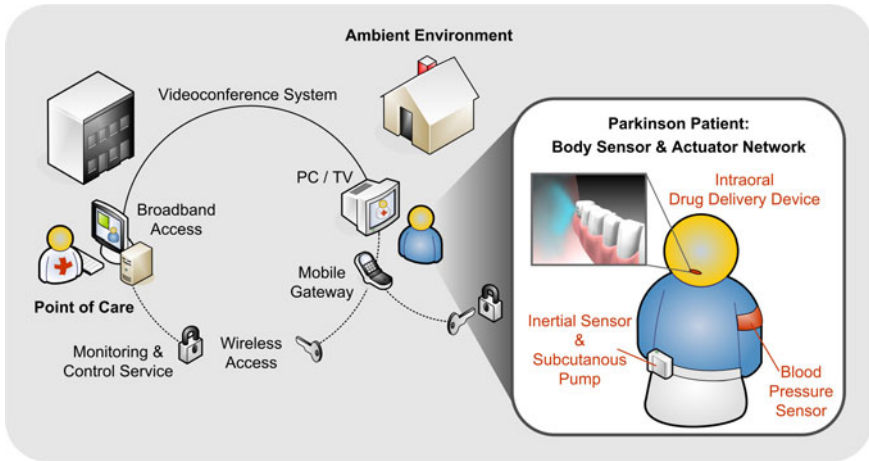 Ambient Environment
Videoconference System
PC / TV
Broadband
Access
Point of Care
Mobile
Gateway
Monitoring &
Control Service
Wireless
Access
Parkinson Patient:
Body Sensor & Actuator Network
Intraoral
Drug Delivery Device
Inertial Sensor
&
Subcutanous
Pump
Blood
Pressure
Sensor